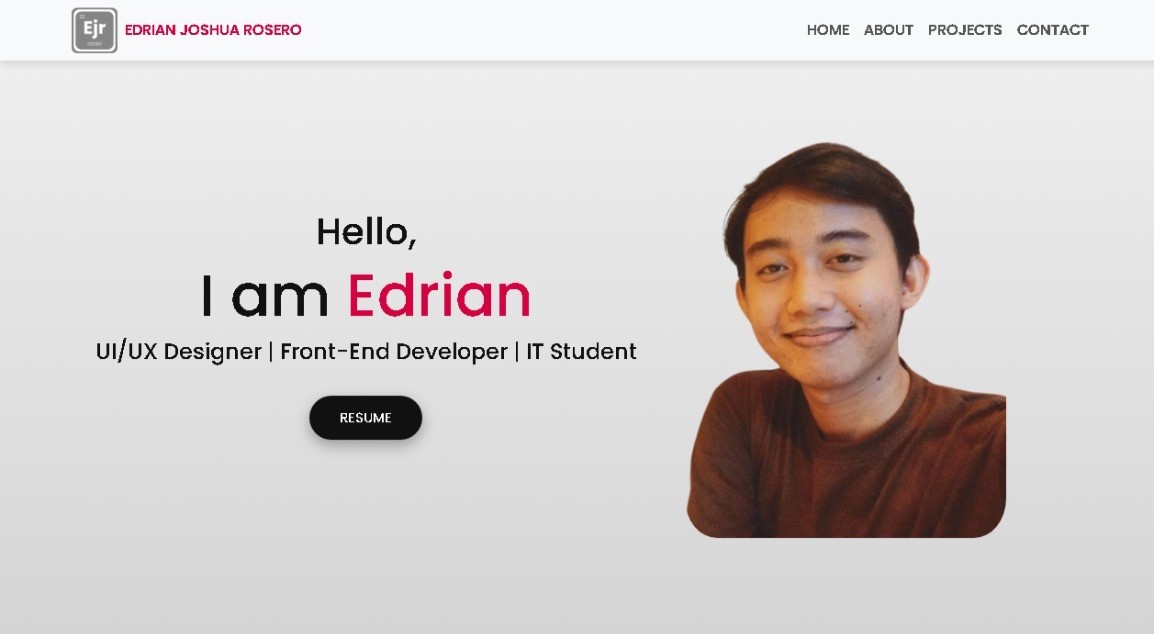 Ejr
EDRIAN JOSHUA ROSERO
HOME ABOUT PROJECTS CONTACT
Hello,
I am Edrian
UI/UX Designer | Front-End Developer | IT Student
RESUME